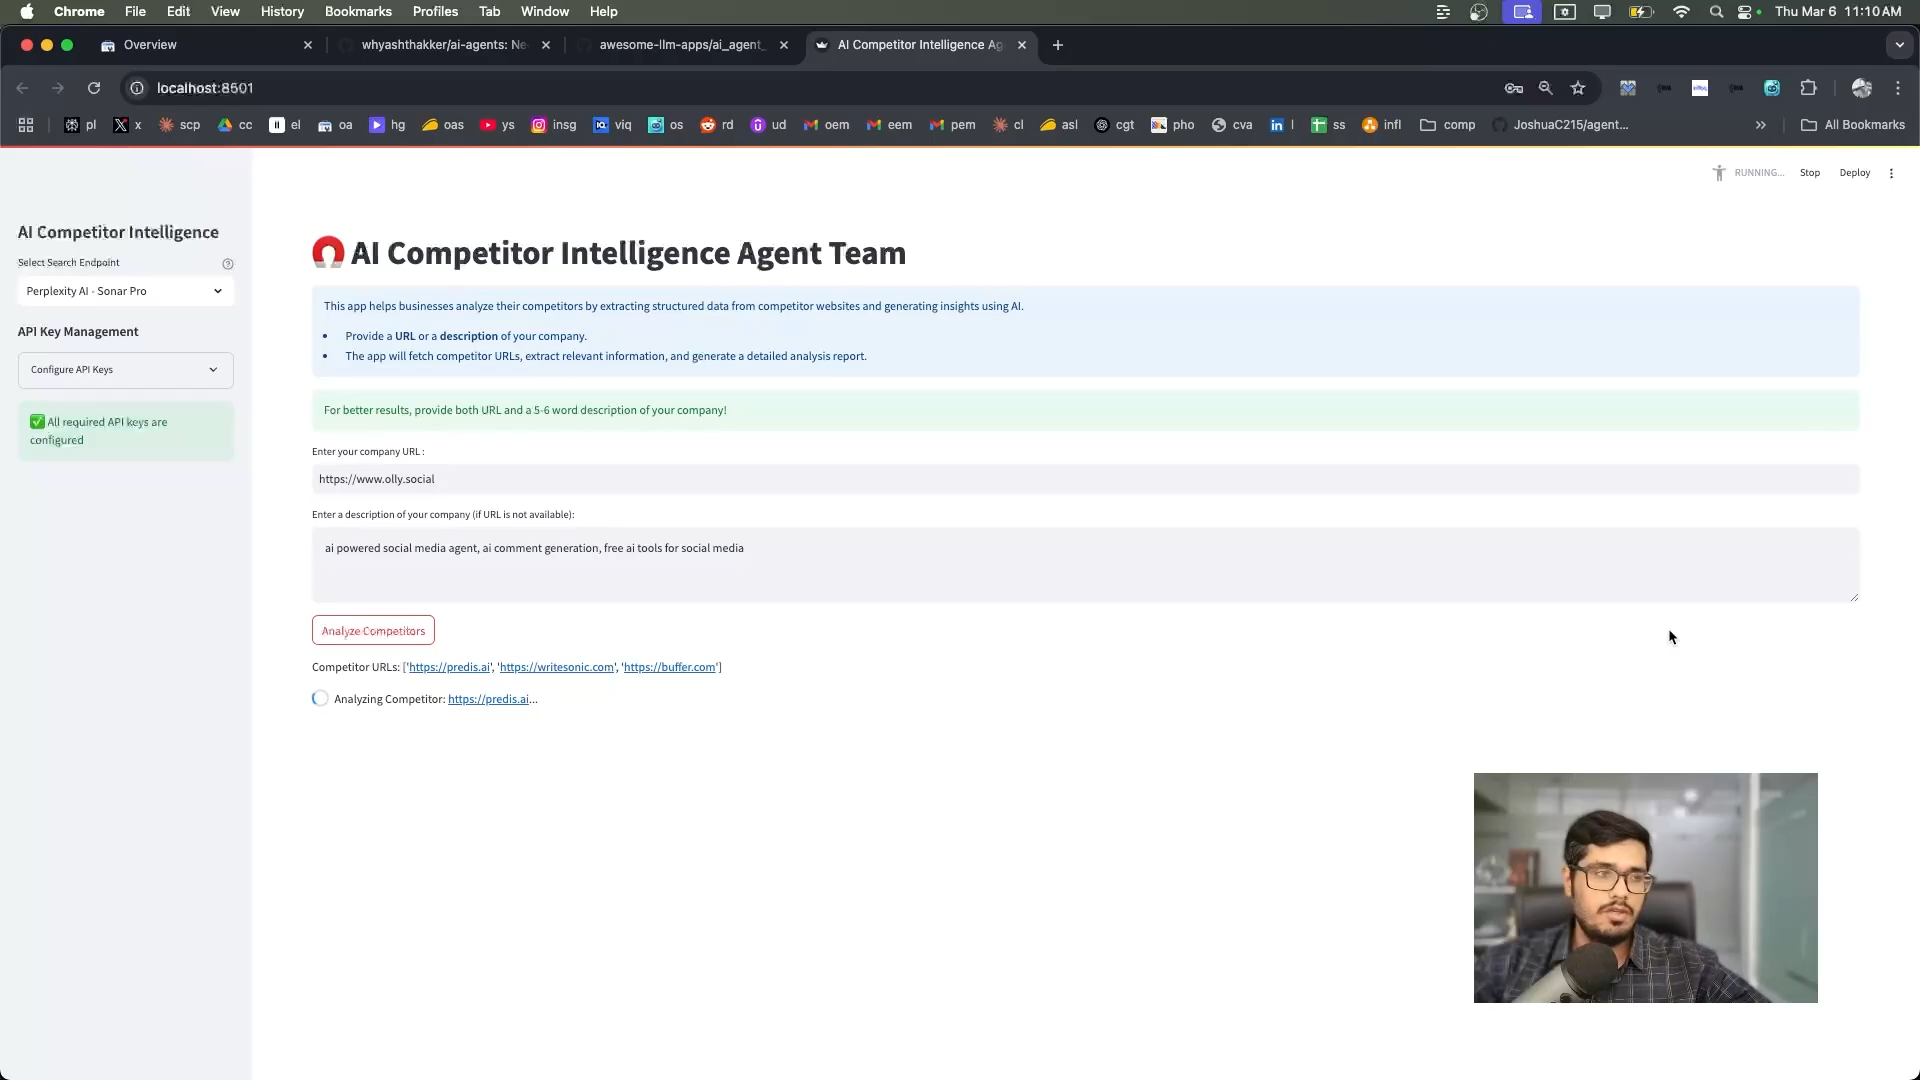 Chrome File Edit View History Bookmarks Profiles Tab Window Help Thu Mar 6 11:10 AM
Overview whyashthakker/ai-agents: Ne awesome-llm-apps/ai_agent_ AI Competitor Intelligence Ag
localhost:8501
pl x scp cc el oa hg oas ys insg viq os rd ud oem eem pem cl asl cgt pho cva l ss infl comp JoshuaC215/agent... All Bookmarks
RUNNING... Stop Deploy
AI Competitor Intelligence
Select Search Endpoint
Perplexity AI - Sonar Pro
API Key Management
Configure API Keys
All required API keys are
configured
AI Competitor Intelligence Agent Team
This app helps businesses analyze their competitors by extracting structured data from competitor websites and generating insights using AI.
• Provide a URL or a description of your company.
• The app will fetch competitor URLs, extract relevant information, and generate a detailed analysis report.
For better results, provide both URL and a 5-6 word description of your company!
Enter your company URL :
https://www.olly.social
Enter a description of your company (if URL is not available):
ai powered social media agent, ai comment generation, free ai tools for social media
Analyze Competitors
Competitor URLs: ['https://predis.ai', 'https://writesonic.com', 'https://buffer.com']
Analyzing Competitor: https://predis.ai...